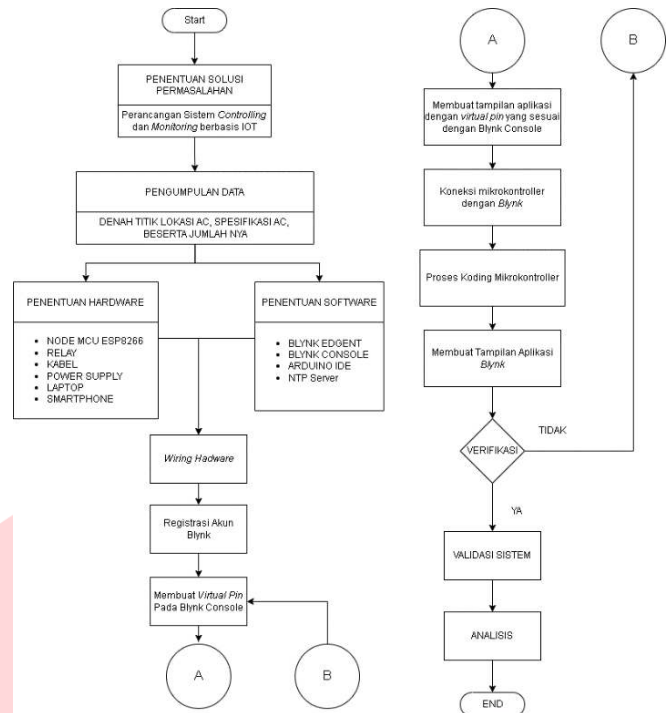 Start
PENENTUAN SOLUSI
PERMASALAHAN
Perancangan Sistem Controlling
dan Monitoring berbasis IOT
PENGUMPULAN DATA
DENAH TITIK LOKASI AC, SPESIFIKASI AC,
BESERTA JUMLAH NYA
PENENTUAN HARDWARE
• NODE MCU ESP8266
• RELAY
• KABEL
• POWER SUPPLY
• LAPTOP
• SMARTPHONE
PENENTUAN SOFTWARE
• BLYNK EDGENT
• BLYNK CONSOLE
• ARDUINO IDE
• NTP Server
Wiring Hadware
Registrasi Akun
Blynk
Membuat Virtual Pin
Pada Blynk Console
A
B
A
B
Membuat tampilan aplikasi
dengan virtual pin yang sesuai
dengan Blynk Console
Koneksi mikrokontroller
dengan Blynk
Proses Koding Mikrokontroller
Membuat Tampilan Aplikasi
Blynk
VERIFIKASI
TIDAK
YA
VALIDASI SISTEM
ANALISIS
END